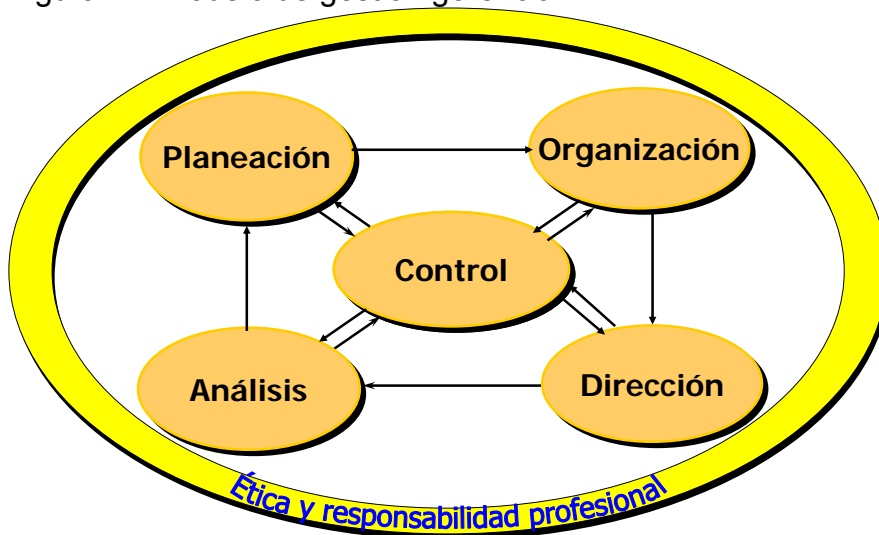 Planeación
Organización
Control
Análisis
Dirección
Ética y responsabilidad profesional